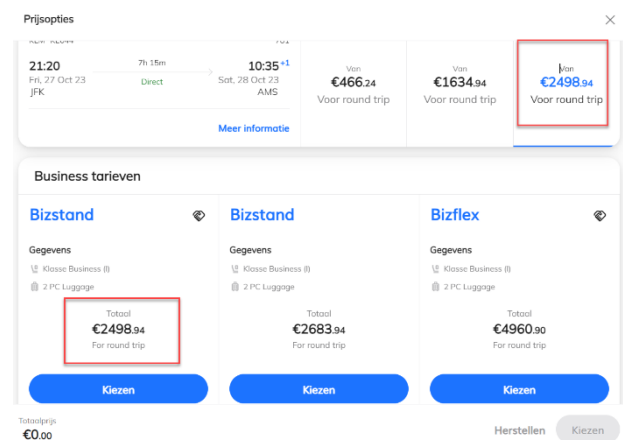 Prijsopties
21:20
7h 15m
10:35 +1
Fri, 27 Oct 23
Direct
Sat, 28 Oct 23
JFK
AMS
Van
€466.24
Voor round trip
Van
€1634.94
Voor round trip
Van
€2498.94
Voor round trip
Meer informatie
Business tarieven
Bizstand
Gegevens
Klasse Business (I)
2 PC Luggage
Totaal
€2498.94
For round trip
Kiezen
Bizstand
Gegevens
Klasse Business (I)
2 PC Luggage
Totaal
€2683.94
For round trip
Kiezen
Bizflex
Gegevens
Klasse Business (I)
2 PC Luggage
Totaal
€4960.90
For round trip
Kiezen
Totaalprijs
€0.00
Herstellen
Kiezen